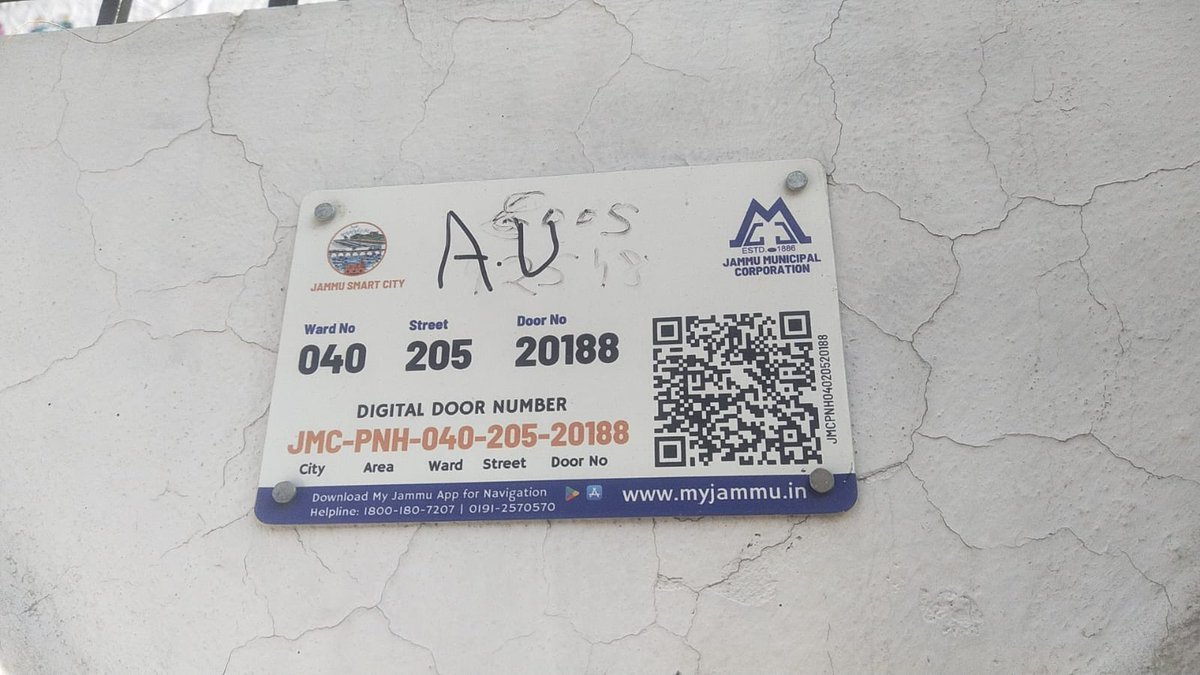 A.U
ESTD. 1886
JAMMU SMART CITY
JAMMU MUNICIPAL
CORPORATION
Ward No Street Door No
040 205 20188
DIGITAL DOOR NUMBER
JMC-PNH-040-205-20188
City Area Ward Street Door No
JMCPNH04020520188
Download My Jammu App for Navigation
Helpline: 1800-180-7207 | 0191-2570570
www.myjammu.in